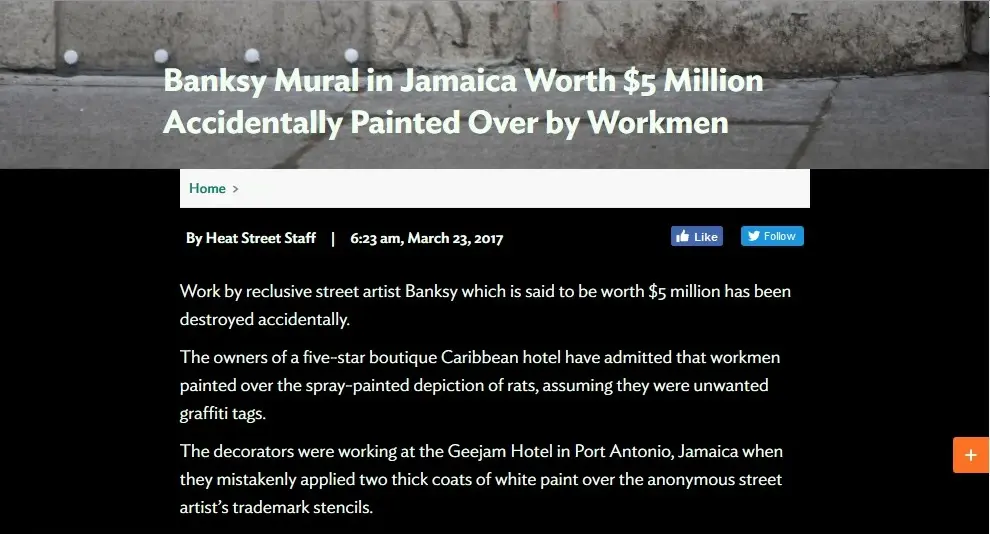 Banksy Mural in Jamaica Worth $5 Million
Accidentally Painted Over by Workmen
Home >
By Heat Street Staff | 6:23 am, March 23, 2017
Like
Follow
Work by reclusive street artist Banksy which is said to be worth $5 million has been
destroyed accidentally.
The owners of a five-star boutique Caribbean hotel have admitted that workmen
painted over the spray-painted depiction of rats, assuming they were unwanted
graffiti tags.
The decorators were working at the Geejam Hotel in Port Antonio, Jamaica when
they mistakenly applied two thick coats of white paint over the anonymous street
artist’s trademark stencils.
+